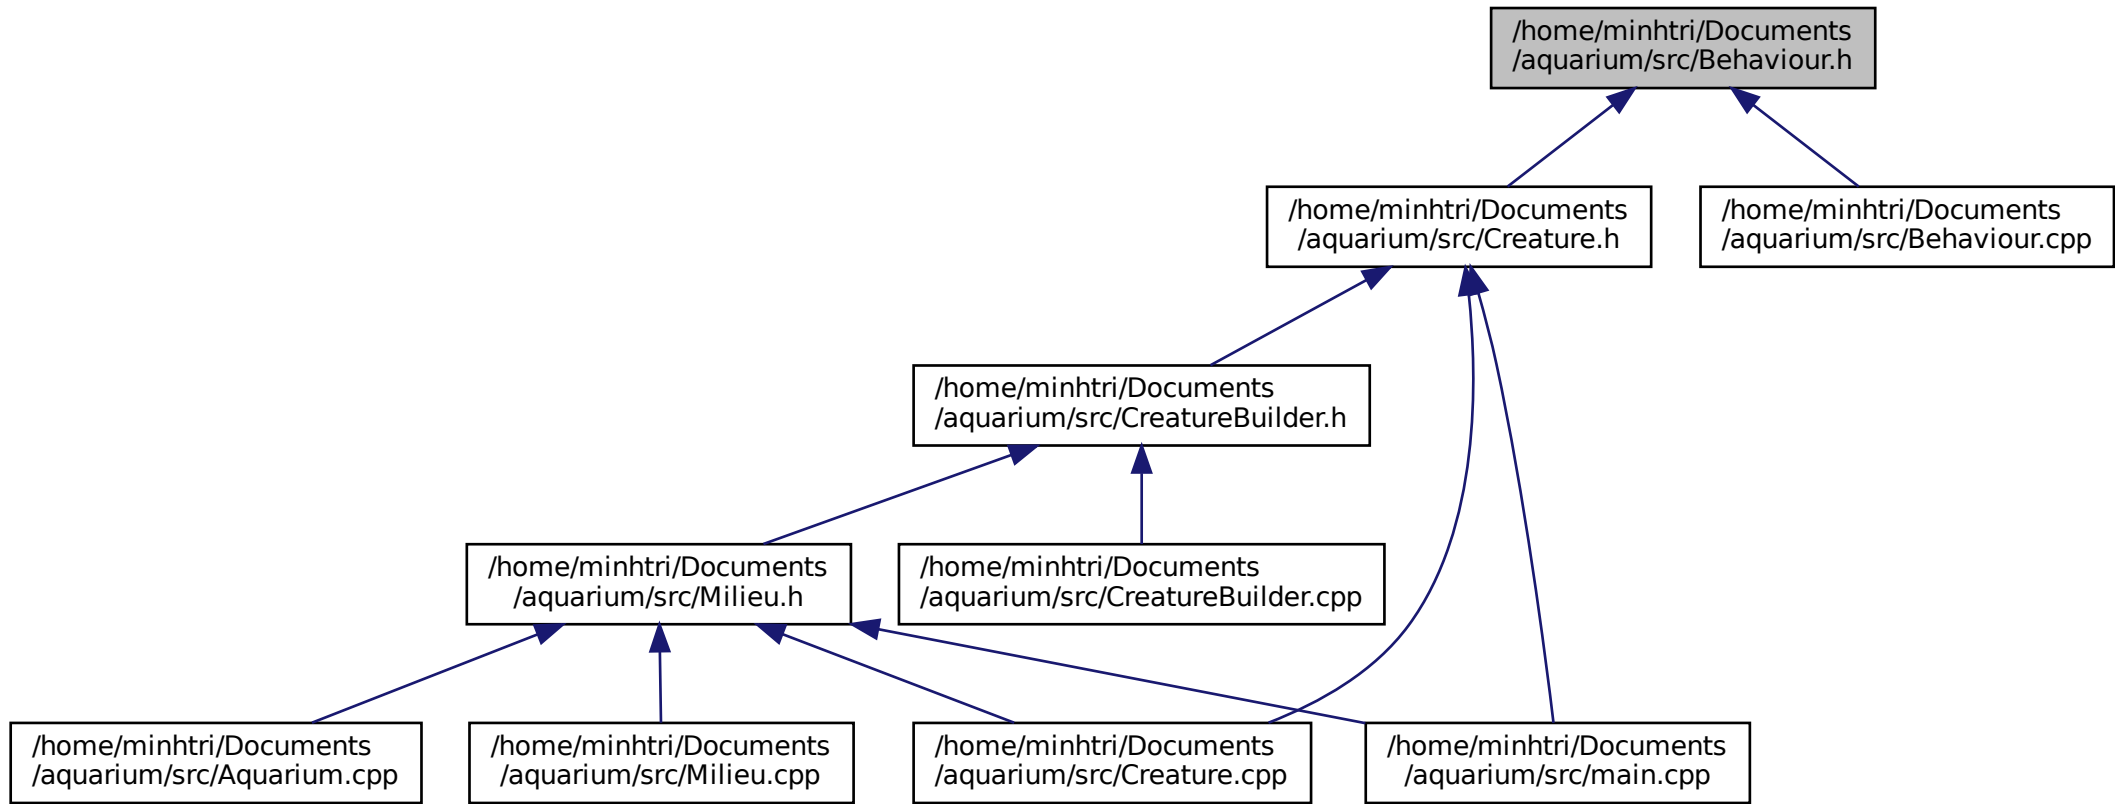 /home/minhtri/Documents
/aquarium/src/Behaviour.h
/home/minhtri/Documents
/aquarium/src/Creature.h
/home/minhtri/Documents
/aquarium/src/Behaviour.cpp
/home/minhtri/Documents
/aquarium/src/CreatureBuilder.h
/home/minhtri/Documents
/aquarium/src/Milieu.h
/home/minhtri/Documents
/aquarium/src/CreatureBuilder.cpp
/home/minhtri/Documents
/aquarium/src/Aquarium.cpp
/home/minhtri/Documents
/aquarium/src/Milieu.cpp
/home/minhtri/Documents
/aquarium/src/Creature.cpp
/home/minhtri/Documents
/aquarium/src/main.cpp